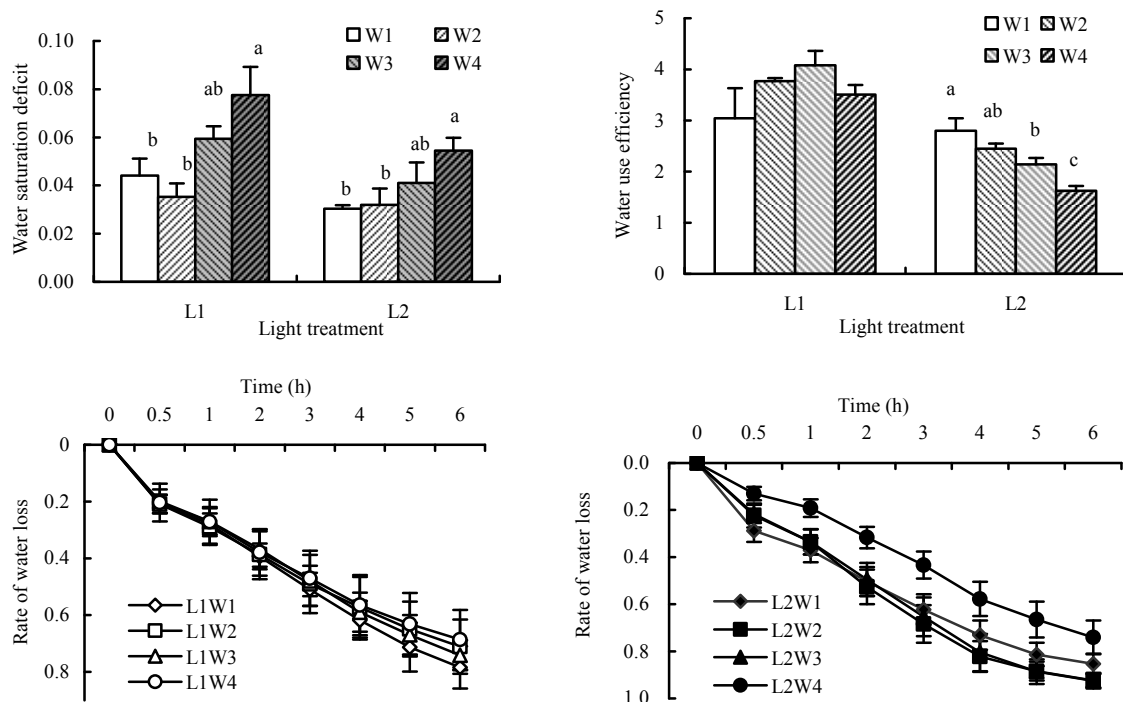 Water saturation deficit
0.10
0.08
0.06
0.04
0.02
0.00
W1
W2
W3
W4
b
b
ab
a
b
b
ab
a
L1
L2
Light treatment
Water use efficiency
5
4
3
2
1
0
W1
W2
W3
W4
a
ab
b
c
L1
L2
Light treatment
Time (h)
0 0.5 1 2 3 4 5 6
Rate of water loss
0
0.2
0.4
0.6
0.8
L1W1
L1W2
L1W3
L1W4
Time (h)
0 0.5 1 2 3 4 5 6
Rate of water loss
0.0
0.2
0.4
0.6
0.8
1.0
L2W1
L2W2
L2W3
L2W4